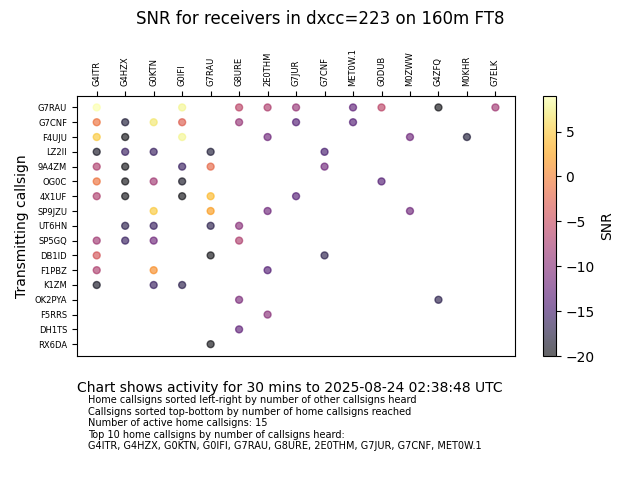 SNR for receivers in dxcc=223 on 160m FT8
G4ITR G4HZX G0KTN G0IFI G7RAU G8URE 2E0THM G7JUR G7CNF MET0W.1 G0DUB M0ZWW G4ZFQ M0KHR G7ELK
Transmitting callsign
G7RAU
G7CNF
F4UJU
LZ2II
9A4ZM
OG0C
4X1UF
SP9JZU
UT6HN
SP5GQ
DB1ID
F1PBZ
K1ZM
OK2PYA
F5RRS
DH1TS
RX6DA
5
0
−5
−10
−15
−20
SNR
Chart shows activity for 30 mins to 2025-08-24 02:38:48 UTC
Home callsigns sorted left-right by number of other callsigns heard
Callsigns sorted top-bottom by number of home callsigns reached
Number of active home callsigns: 15
Top 10 home callsigns by number of callsigns heard:
G4ITR, G4HZX, G0KTN, G0IFI, G7RAU, G8URE, 2E0THM, G7JUR, G7CNF, MET0W.1